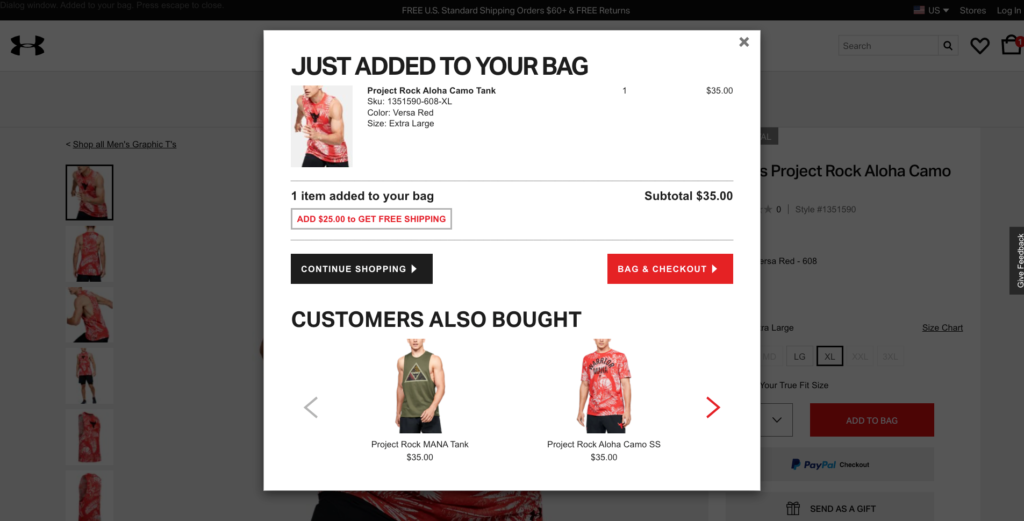 Dialog window. Added to your bag. Press escape to close.
FREE U.S. Standard Shipping Orders $60+ & FREE Returns
US
Stores
Log In
Search
1
JUST ADDED TO YOUR BAG
Project Rock Aloha Camo Tank
1
$35.00
Sku: 1351590-608-XL
Color: Versa Red
Size: Extra Large
1 item added to your bag
Subtotal $35.00
ADD $25.00 to GET FREE SHIPPING
CONTINUE SHOPPING
BAG & CHECKOUT
CUSTOMERS ALSO BOUGHT
Project Rock MANA Tank
$35.00
Project Rock Aloha Camo SS
$35.00
< Shop all Men's Graphic T's
s Project Rock Aloha Camo
0 | Style #1351590
ersa Red - 608
ra Large
Size Chart
MD
LG
XL
XXL
3XL
Your True Fit Size
ADD TO BAG
PayPal Checkout
SEND AS A GIFT
Give Feedback